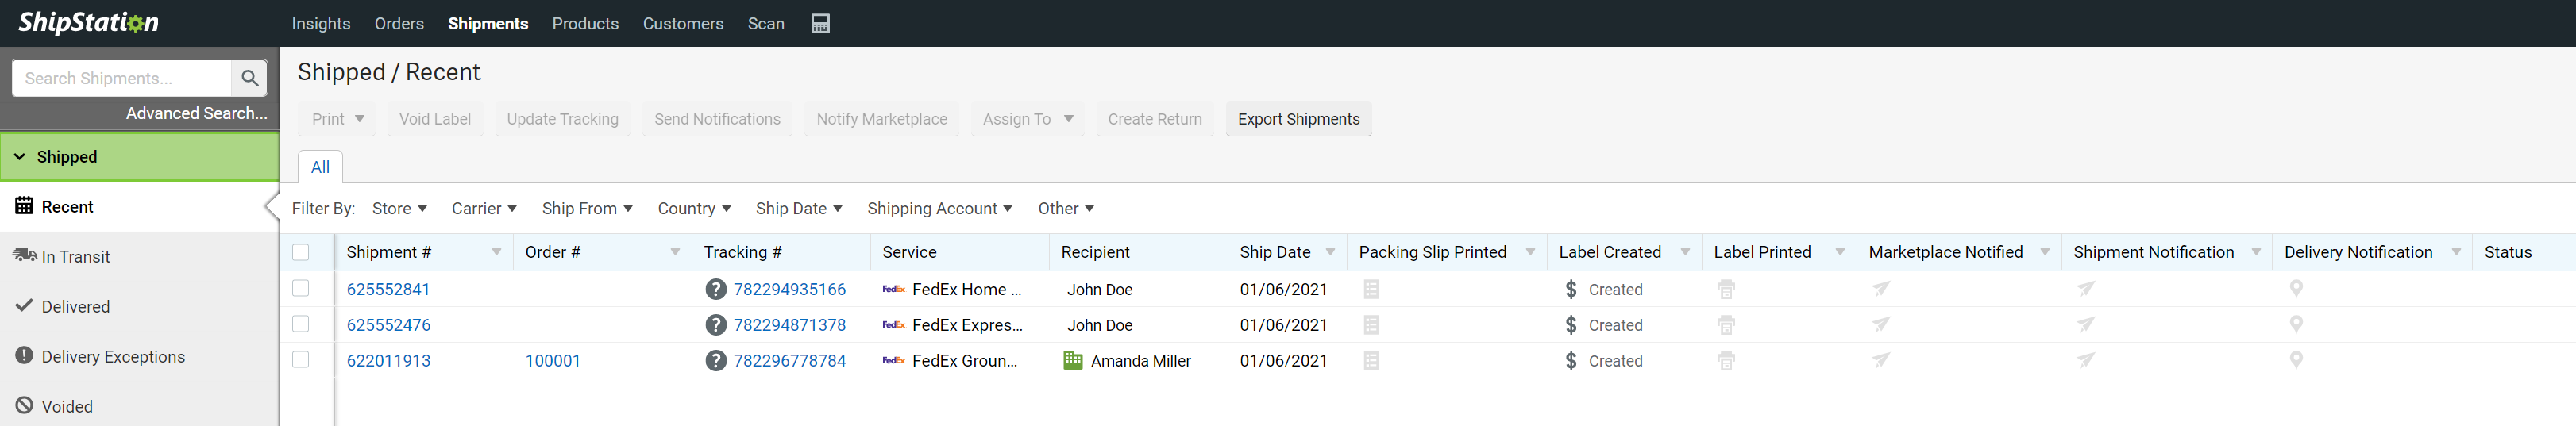 ShipStation
Insights Orders Shipments Products Customers Scan
Search Shipments...
Advanced Search...
Shipped
Recent
In Transit
Delivered
Delivery Exceptions
Voided
Shipped / Recent
Print Void Label Update Tracking Send Notifications Notify Marketplace Assign To Create Return Export Shipments
All
Filter By: Store Carrier Ship From Country Ship Date Shipping Account Other
Shipment # Order # Tracking # Service Recipient Ship Date Packing Slip Printed Label Created Label Printed Marketplace Notified Shipment Notification Delivery Notification Status
625552841 ? 782294935166 FedEx FedEx Home ... John Doe 01/06/2021 $ Created
625552476 ? 782294871378 FedEx FedEx Expres... John Doe 01/06/2021 $ Created
622011913 100001 ? 782296778784 FedEx FedEx Groun... Amanda Miller 01/06/2021 $ Created